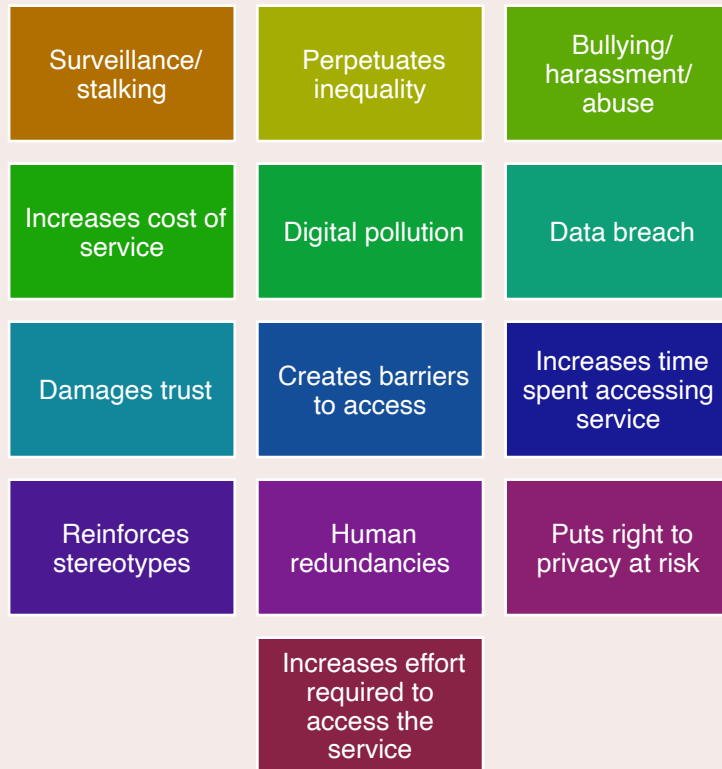 Surveillance/
stalking
Perpetuates
inequality
Bullying/
harassment/
abuse
Increases cost of
service
Digital pollution
Data breach
Damages trust
Creates barriers
to access
Increases time
spent accessing
service
Reinforces
stereotypes
Human
redundancies
Puts right to
privacy at risk
Increases effort
required to
access the
service